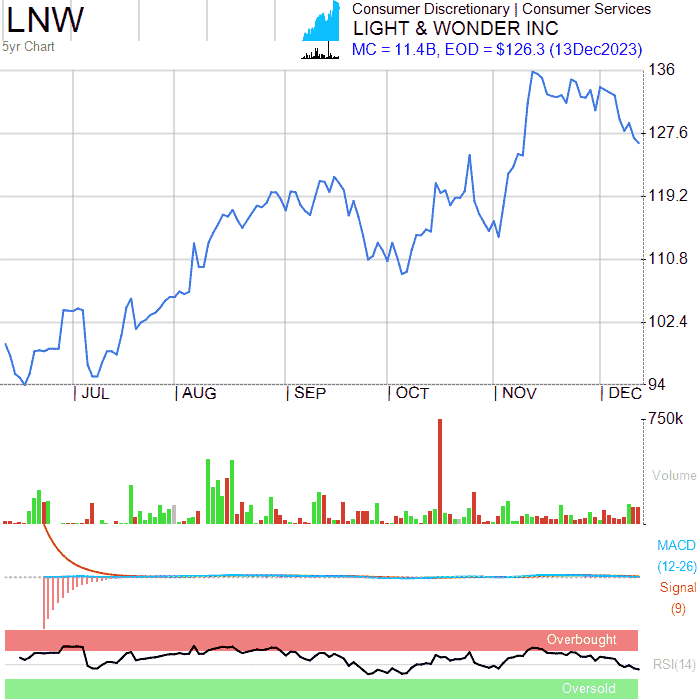 LNW
5yr Chart
Consumer Discretionary | Consumer Services
LIGHT & WONDER INC
MC = 11.4B, EOD = $126.3 (13Dec2023)
136
127.6
119.2
110.8
102.4
94
| JUL | AUG | SEP | OCT | NOV | DEC
750k
Volume
MACD
(12-26)
Signal
(9)
Overbought
RSI(14)
Oversold